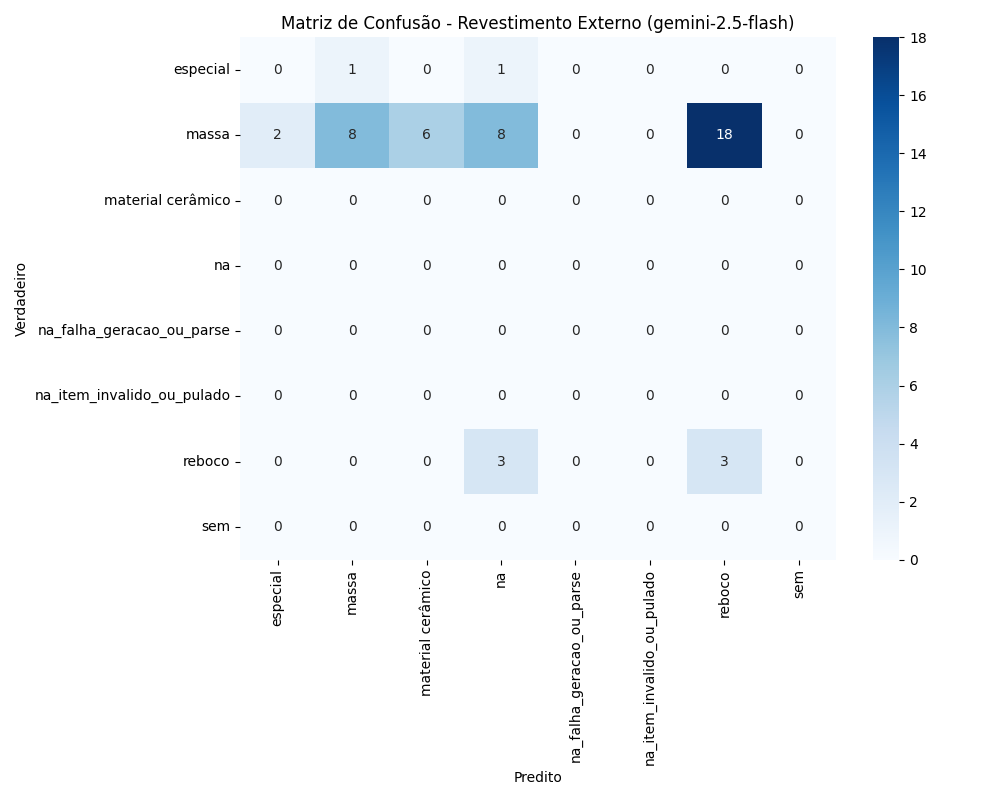 Matriz de Confusão - Revestimento Externo (gemini-2.5-flash)
Verdadeiro
especial 0 1 0 1 0 0 0 0
massa 2 8 6 8 0 0 18 0
material cerâmico 0 0 0 0 0 0 0 0
na 0 0 0 0 0 0 0 0
na_falha_geracao_ou_parse 0 0 0 0 0 0 0 0
na_item_invalido_ou_pulado 0 0 0 0 0 0 0 0
reboco 0 0 0 3 0 0 3 0
sem 0 0 0 0 0 0 0 0
especial
massa
material cerâmico
na
na_falha_geracao_ou_parse
na_item_invalido_ou_pulado
reboco
sem
Predito
18
16
14
12
10
8
6
4
2
0